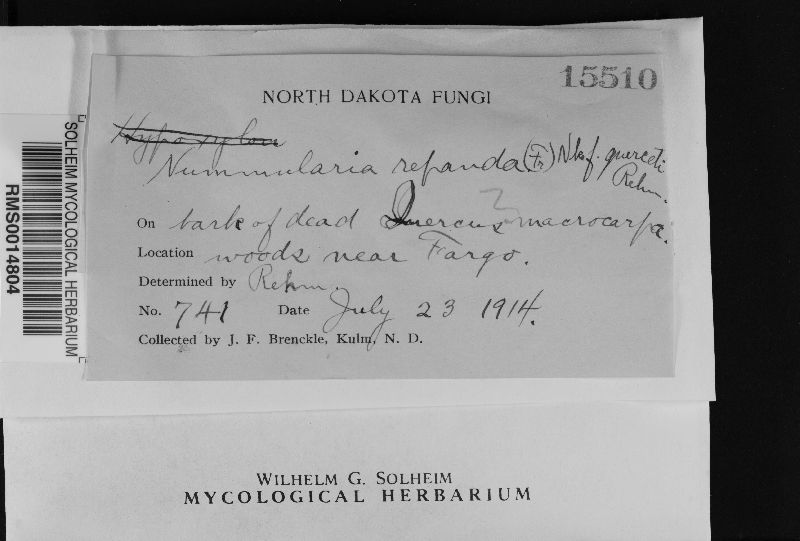 15510
NORTH DAKOTA FUNGI
Hypoxylon
Nummularia repanda (Fr) Nke f. querceti
Rehm.
On bark of dead Quercus macrocarpa.
Location woods near Fargo.
Determined by Rehm.
No. 741 Date July 23 1914.
Collected by J. F. Brenckle, Kulm, N. D.
SOLHEIM MYCOLOGICAL HERBARIUM
RMS0014804
WILHELM G. SOLHEIM
MYCOLOGICAL HERBARIUM